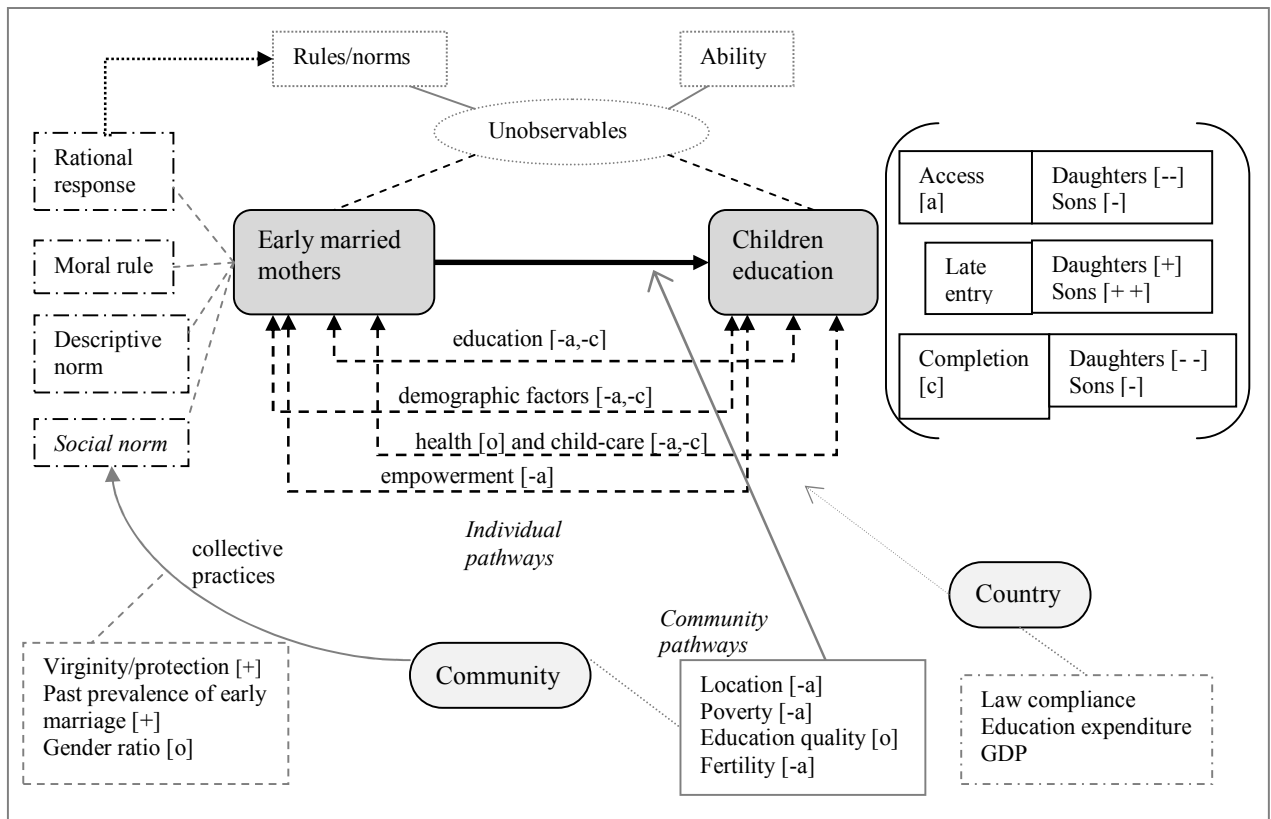 Rules/norms
Ability
Unobservables
Rational
response
Moral rule
Descriptive
norm
Social norm
Early married
mothers
Children
education
Access
[a]
Daughters [--]
Sons [-]
Late
entry
Daughters [+]
Sons [+ +]
Completion
[c]
Daughters [- -]
Sons [-]
education [-a,-c]
demographic factors [-a,-c]
health [o] and child-care [-a,-c]
empowerment [-a]
Individual
pathways
collective
practices
Community
pathways
Country
Community
Virginity/protection [+]
Past prevalence of early
marriage [+]
Gender ratio [o]
Location [-a]
Poverty [-a]
Education quality [o]
Fertility [-a]
Law compliance
Education expenditure
GDP